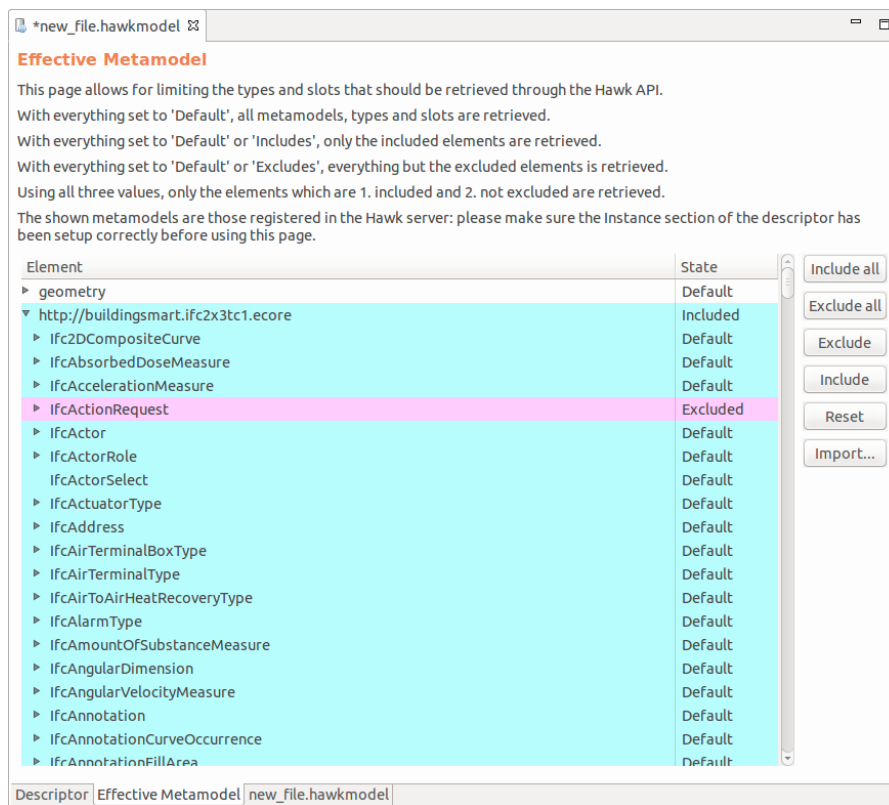 *new_file.hawkmodel
Effective Metamodel
This page allows for limiting the types and slots that should be retrieved through the Hawk API.
With everything set to 'Default', all metamodels, types and slots are retrieved.
With everything set to 'Default' or 'Includes', only the included elements are retrieved.
With everything set to 'Default' or 'Excludes', everything but the excluded elements is retrieved.
Using all three values, only the elements which are 1. included and 2. not excluded are retrieved.
The shown metamodels are those registered in the Hawk server: please make sure the Instance section of the descriptor has
been setup correctly before using this page.
Element State
geometry Default
http://buildingsmart.ifc2x3tc1.ecore Included
Ifc2DCompositeCurve Default
IfcAbsorbedDoseMeasure Default
IfcAccelerationMeasure Default
IfcActionRequest Excluded
IfcActor Default
IfcActorRole Default
IfcActorSelect Default
IfcActuatorType Default
IfcAddress Default
IfcAirTerminalBoxType Default
IfcAirTerminalType Default
IfcAirToAirHeatRecoveryType Default
IfcAlarmType Default
IfcAmountOfSubstanceMeasure Default
IfcAngularDimension Default
IfcAngularVelocityMeasure Default
IfcAnnotation Default
IfcAnnotationCurveOccurrence Default
IfcAnnotationFillArea Default
Include all
Exclude all
Exclude
Include
Reset
Import...
Descriptor Effective Metamodel new_file.hawkmodel